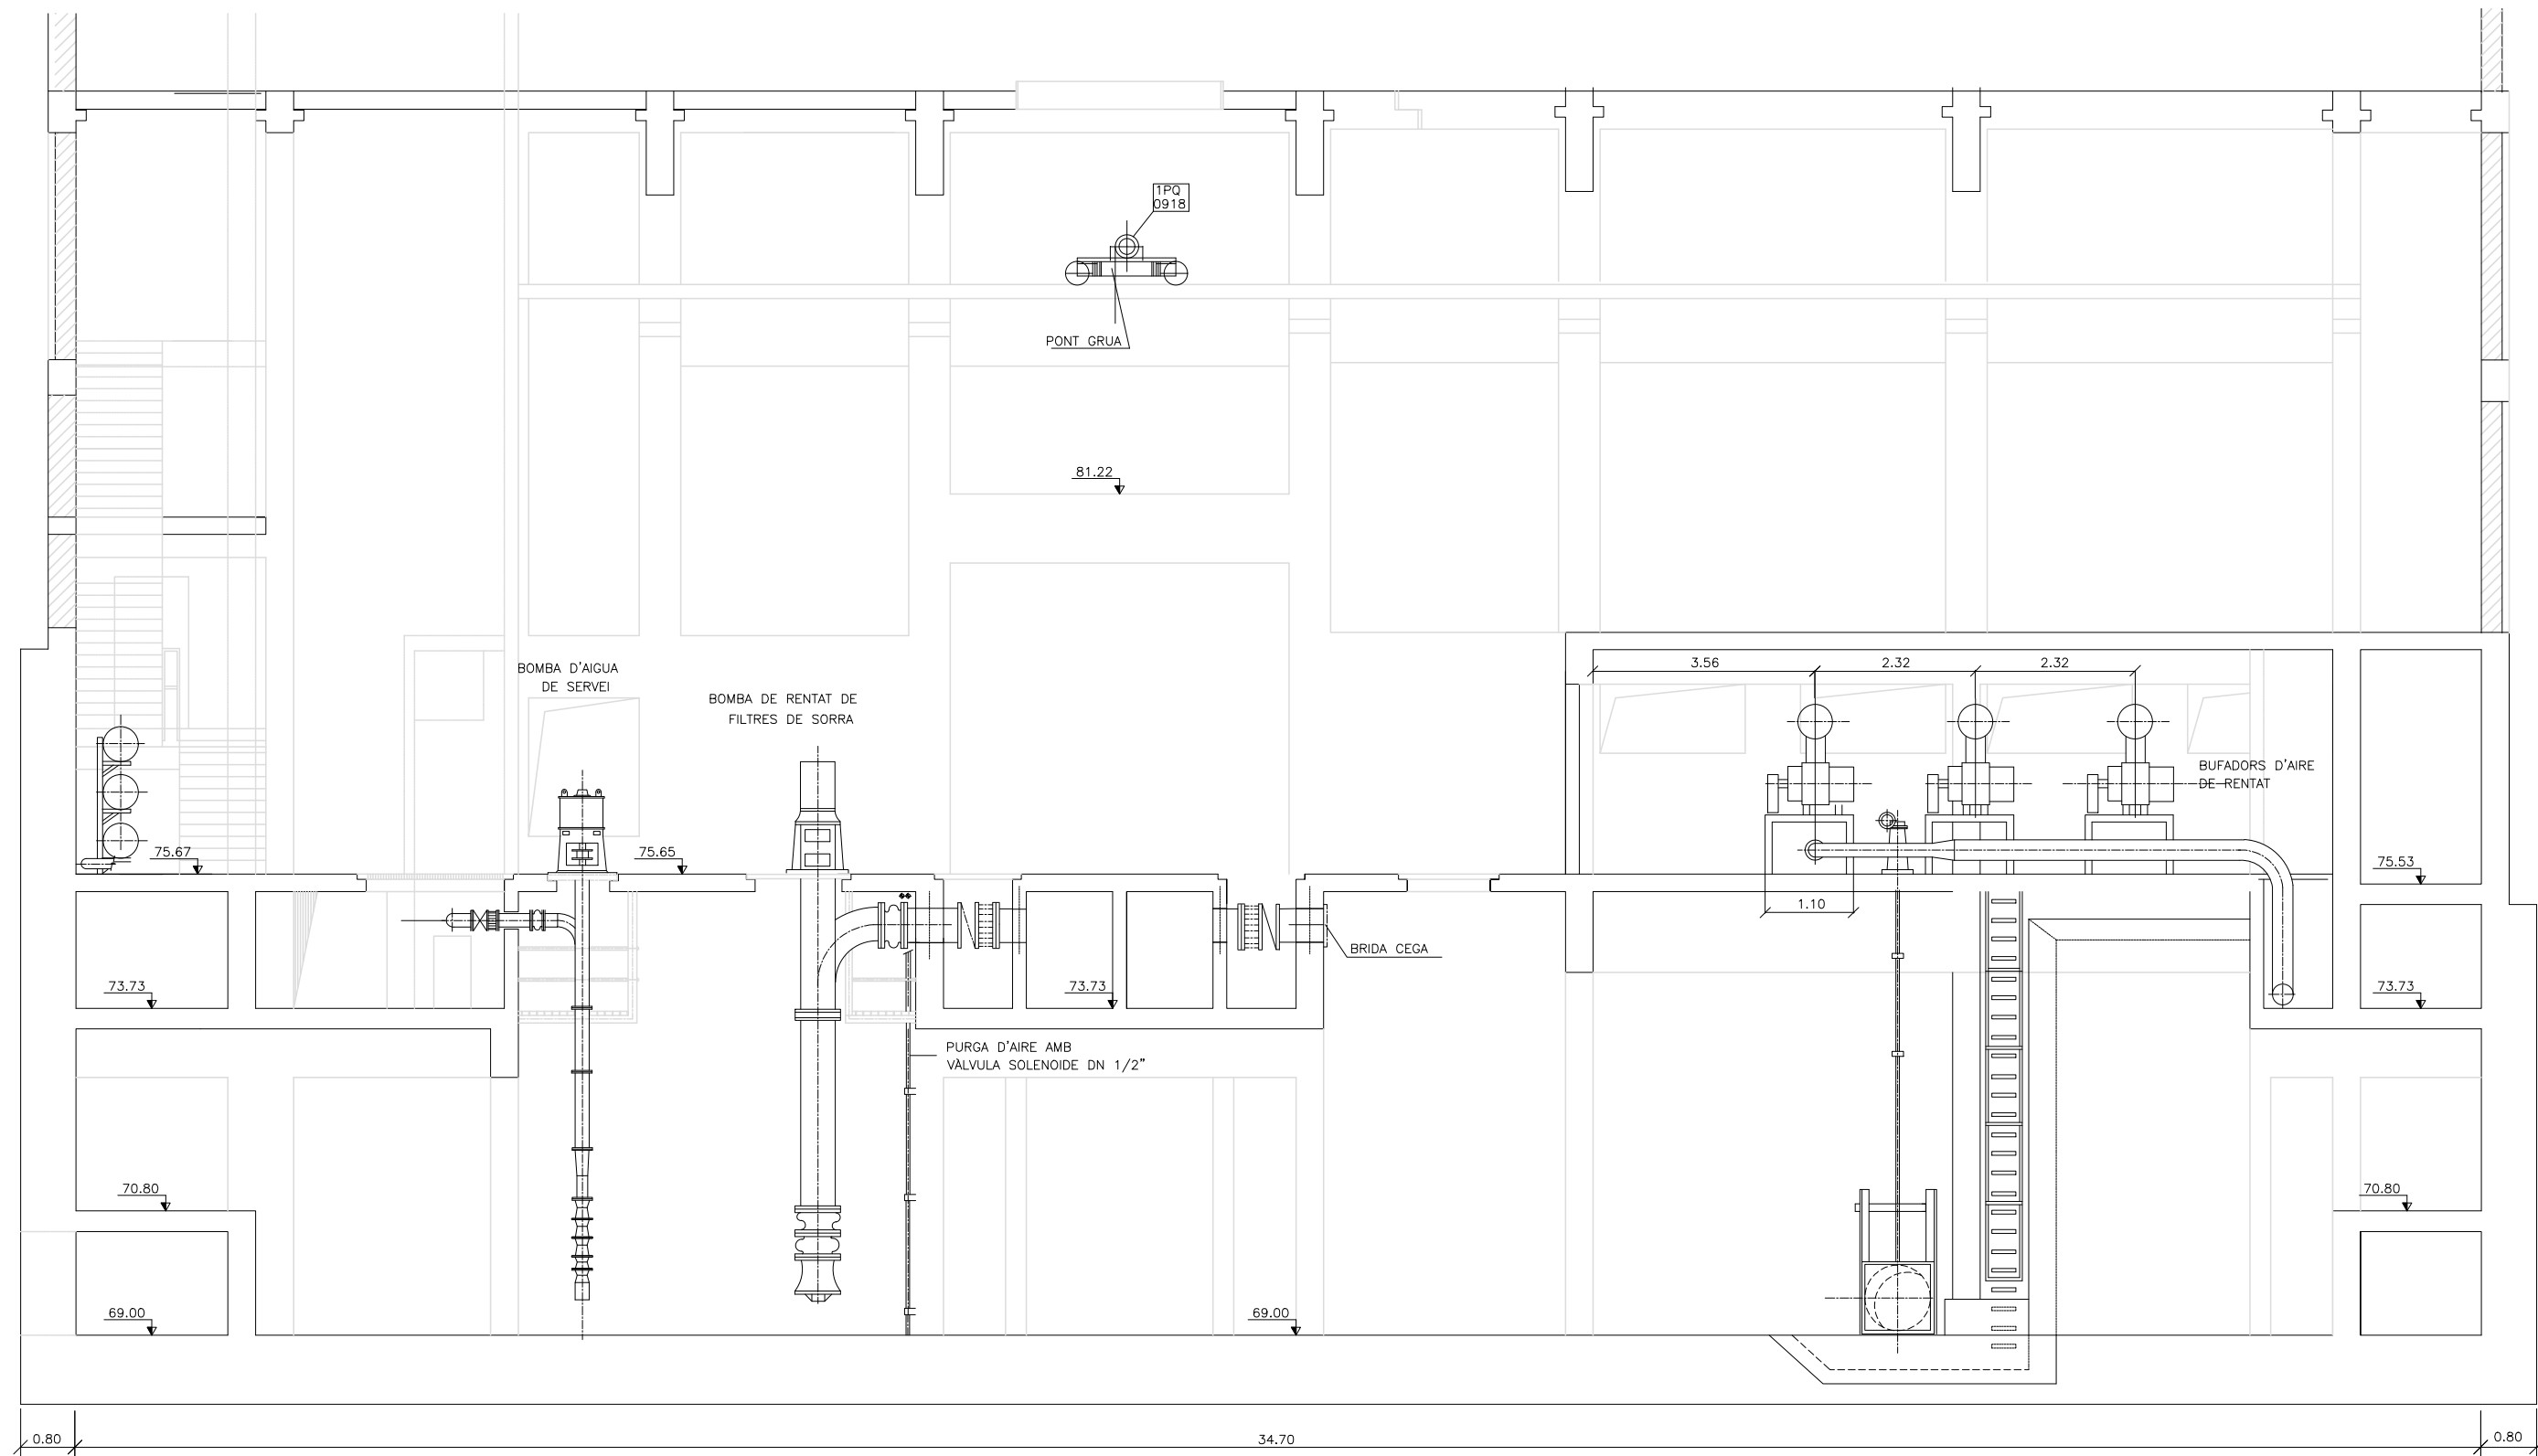 1PQ
0918
PONT GRUA
81.22
BOMBA D'AIGUA
DE SERVEI
BOMBA DE RENTAT DE
FILTRES DE SORRA
3.56
2.32
2.32
BUFADORS D'AIRE
DE RENTAT
75.67
75.65
75.53
1.10
BRIDA CEGA
73.73
73.73
73.73
PURGA D'AIRE AMB
VÀLVULA SOLENOIDE DN 1/2"
70.80
70.80
69.00
69.00
0.80
34.70
0.80